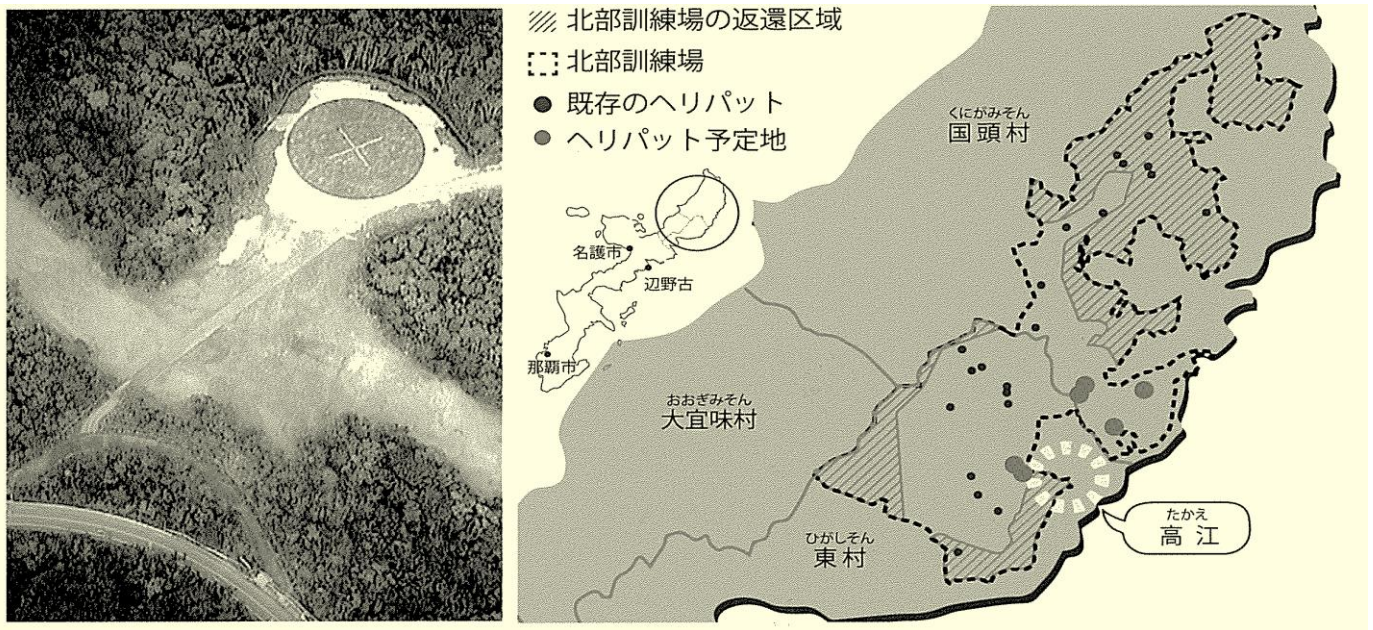 北部訓練場の返還区域
北部訓練場
既存のヘリパット
ヘリパット予定地
くにがみそん
国頭村
名護市
辺野古
那覇市
おおぎみそん
大宜味村
ひがしそん
東村
たかえ
高江